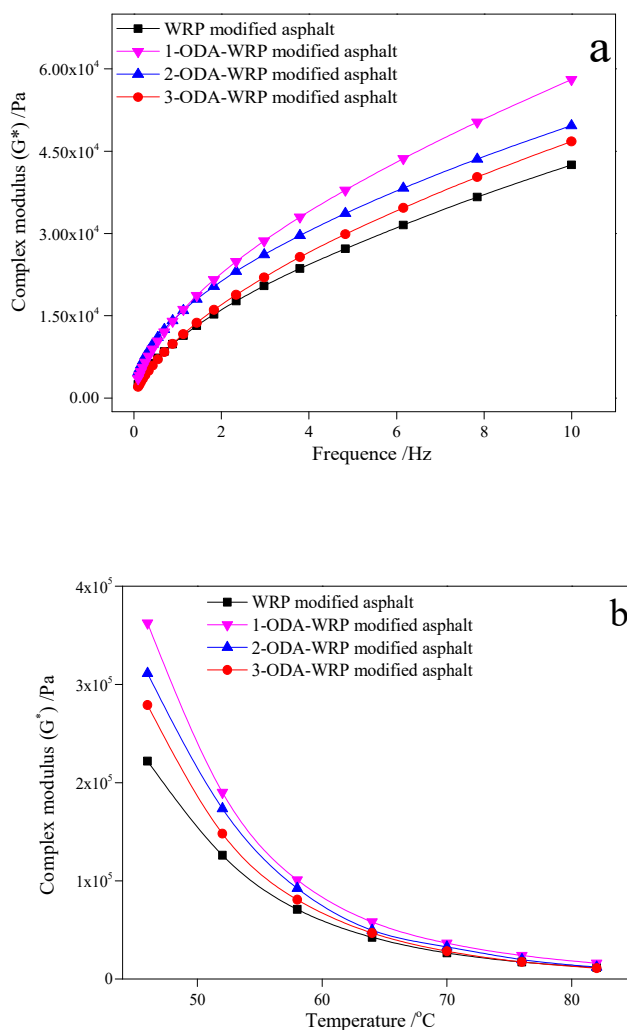 WRP modified asphalt
1-ODA-WRP modified asphalt
2-ODA-WRP modified asphalt
3-ODA-WRP modified asphalt
a
6.00x10⁴
4.50x10⁴
3.00x10⁴
1.50x10⁴
0.00
Complex modulus (G*) /Pa
0 2 4 6 8 10
Frequence /Hz
WRP modified asphalt
1-ODA-WRP modified asphalt
2-ODA-WRP modified asphalt
3-ODA-WRP modified asphalt
b
4x10⁵
3x10⁵
2x10⁵
1x10⁵
0
Complex modulus (G*) /Pa
50 60 70 80
Temperature /°C